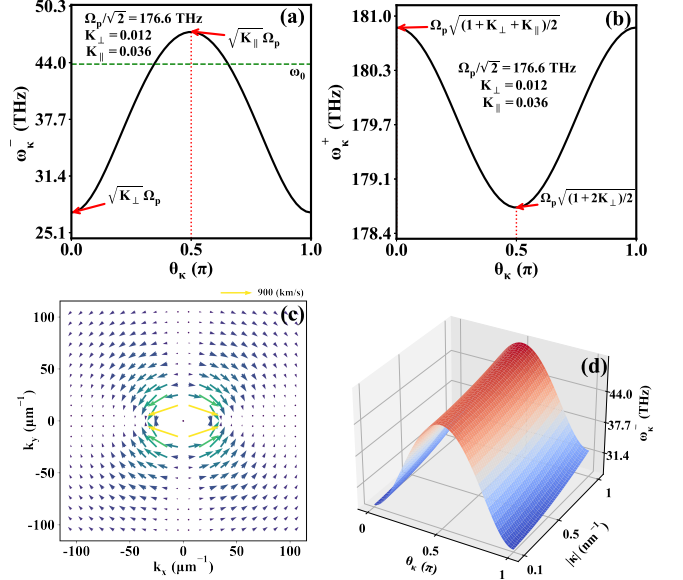 (a)
50.3
44.0
37.7
31.4
25.1
ω_κ^- (THz)
Ω_p/√2 = 176.6 THz
K_⊥ = 0.012
K_∥ = 0.036
√K_∥ Ω_p
ω_0
√K_⊥ Ω_p
0.0 0.5 1.0
θ_κ (π)
(b)
181.0
180.3
179.7
179.1
178.4
ω_κ^+ (THz)
Ω_p√(1+K_⊥+K_∥)/2
Ω_p/√2 = 176.6 THz
K_⊥ = 0.012
K_∥ = 0.036
Ω_p√(1+2K_⊥)/2
0.0 0.5 1.0
θ_κ (π)
900 (km/s)
(c)
100
50
0
-50
-100
k_y (μm^-1)
-100 -50 0 50 100
k_x (μm^-1)
(d)
44.0
37.7
31.4
ω_κ^- (THz)
0 0.5 1
θ_κ (π)
0.1 0.5 1
|κ| (nm^-1)